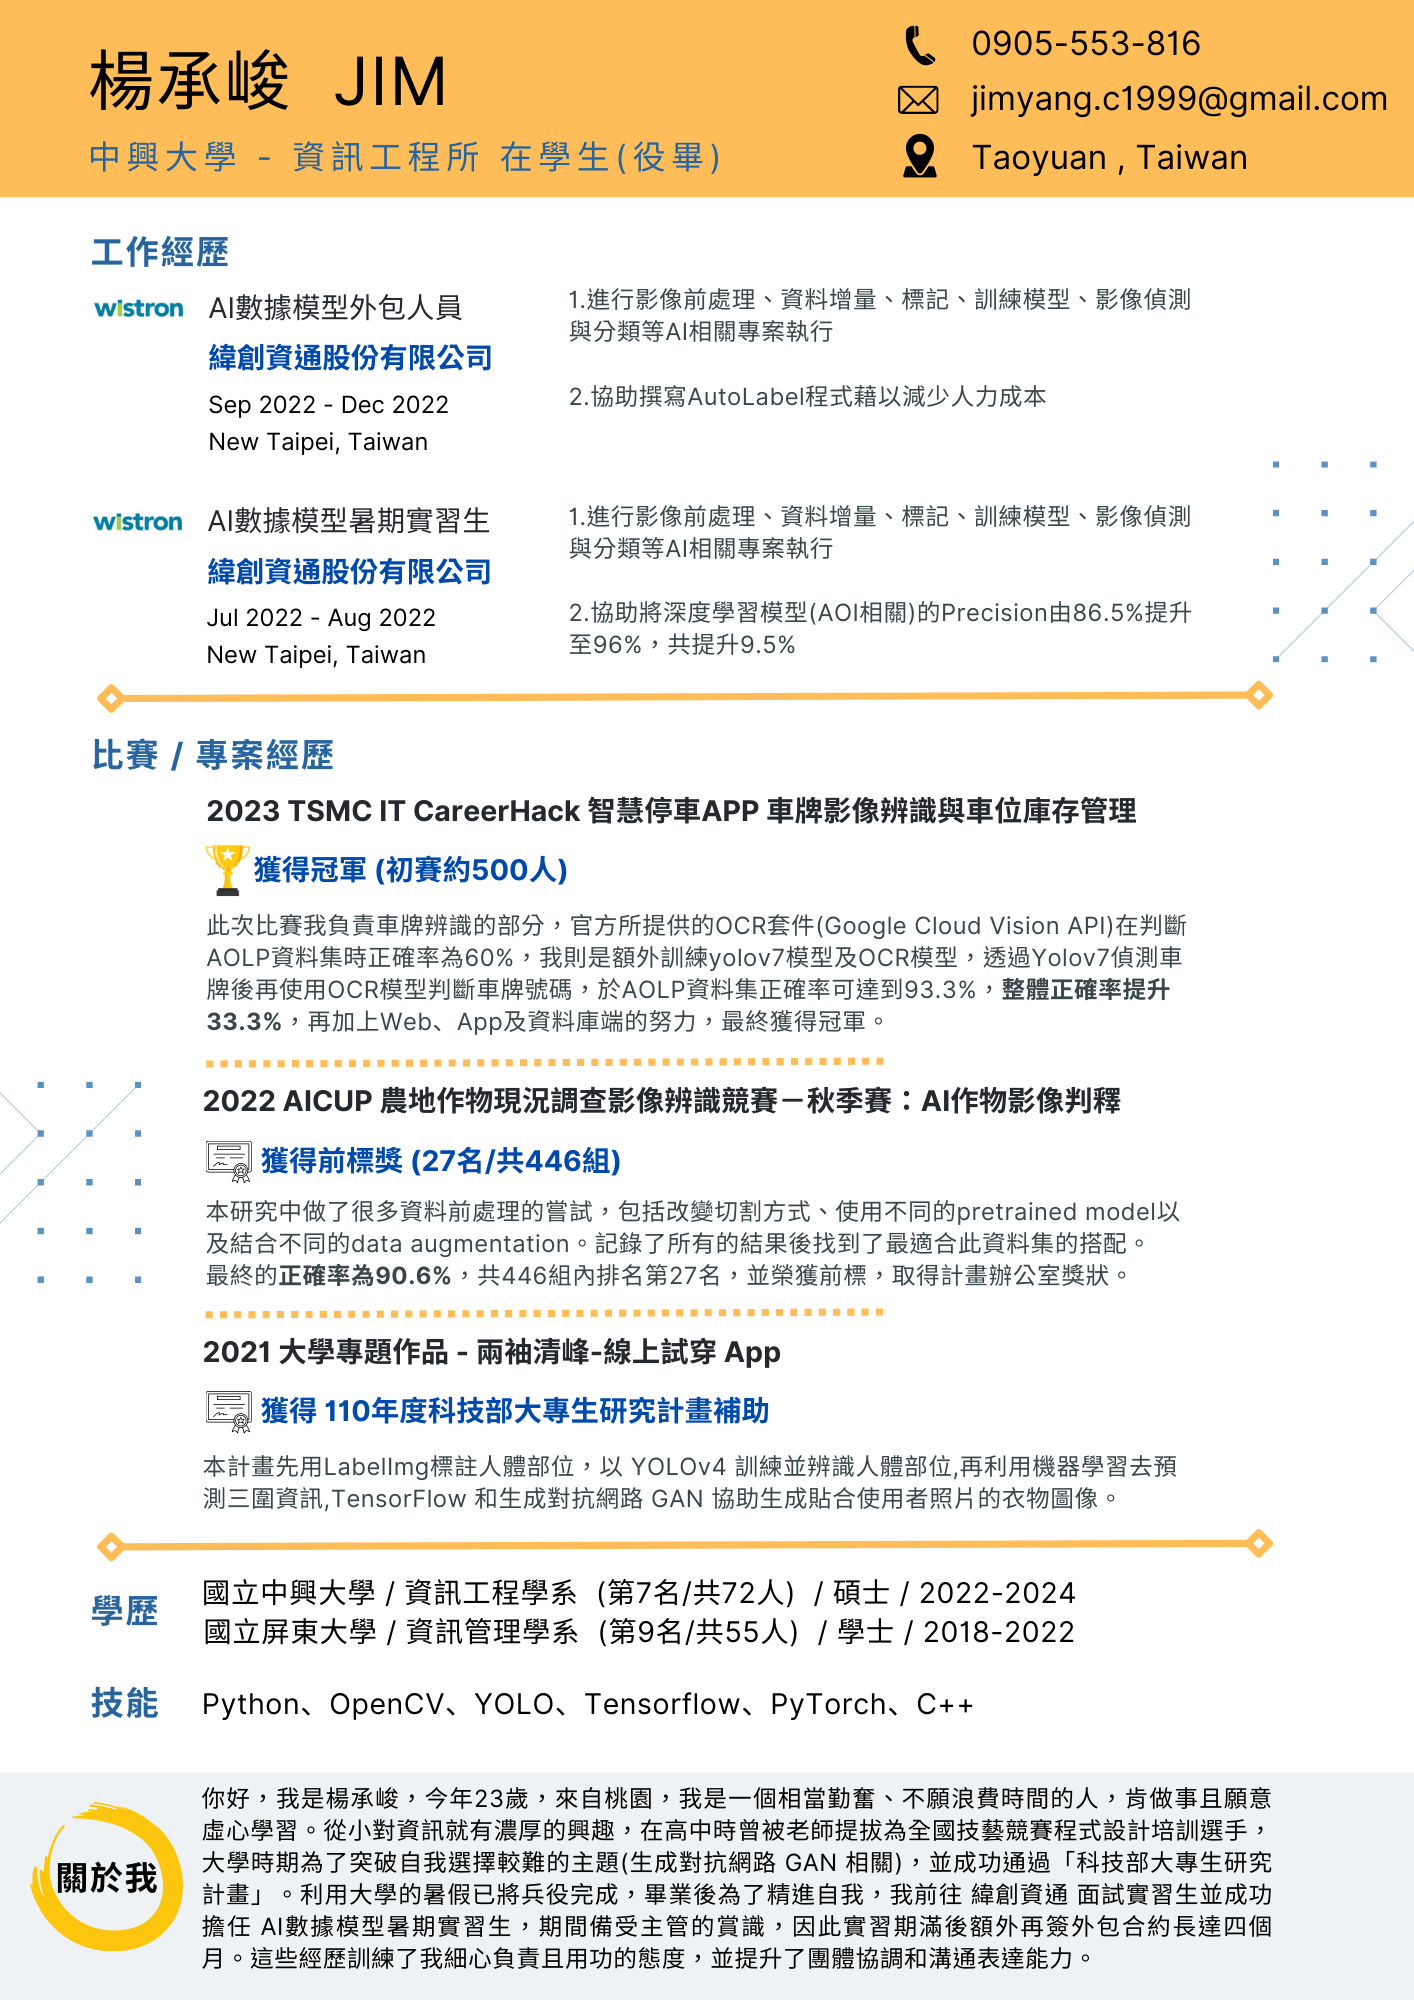 楊承峻 JIM
中興大學 - 資訊工程所 在學生(役畢)
0905-553-816
jimyang.c1999@gmail.com
Taoyuan , Taiwan
工作經歷
wistron
AI數據模型外包人員
緯創資通股份有限公司
Sep 2022 - Dec 2022
New Taipei, Taiwan
1.進行影像前處理、資料增量、標記、訓練模型、影像偵測
與分類等AI相關專案執行
2.協助撰寫AutoLabel程式藉以減少人力成本
wistron
AI數據模型暑期實習生
緯創資通股份有限公司
Jul 2022 - Aug 2022
New Taipei, Taiwan
1.進行影像前處理、資料增量、標記、訓練模型、影像偵測
與分類等AI相關專案執行
2.協助將深度學習模型(AOI相關)的Precision由86.5%提升
至96%，共提升9.5%
比賽 / 專案經歷
2023 TSMC IT CareerHack 智慧停車APP 車牌影像辨識與車位庫存管理
獲得冠軍 (初賽約500人)
此次比賽我負責車牌辨識的部分，官方所提供的OCR套件(Google Cloud Vision API)在判斷
AOLP資料集時正確率為60%，我則是額外訓練yolov7模型及OCR模型，透過Yolov7偵測車
牌後再使用OCR模型判斷車牌號碼，於AOLP資料集正確率可達到93.3%，整體正確率提升
33.3%，再加上Web、App及資料庫端的努力，最終獲得冠軍。
2022 AICUP 農地作物現況調查影像辨識競賽－秋季賽：AI作物影像判釋
獲得前標獎 (27名/共446組)
本研究中做了很多資料前處理的嘗試，包括改變切割方式、使用不同的pretrained model以
及結合不同的data augmentation。記錄了所有的結果後找到了最適合此資料集的搭配。
最終的正確率為90.6%，共446組內排名第27名，並榮獲前標，取得計畫辦公室獎狀。
2021 大學專題作品 - 兩袖清峰-線上試穿 App
獲得 110年度科技部大專生研究計畫補助
本計畫先用LabelImg標註人體部位，以 YOLOv4 訓練並辨識人體部位,再利用機器學習去預
測三圍資訊,TensorFlow 和生成對抗網路 GAN 協助生成貼合使用者照片的衣物圖像。
學歷
國立中興大學 / 資訊工程學系 (第7名/共72人) / 碩士 / 2022-2024
國立屏東大學 / 資訊管理學系 (第9名/共55人) / 學士 / 2018-2022
技能
Python、OpenCV、YOLO、Tensorflow、PyTorch、C++
關於我
你好，我是楊承峻，今年23歲，來自桃園，我是一個相當勤奮、不願浪費時間的人，肯做事且願意
虛心學習。從小對資訊就有濃厚的興趣，在高中時曾被老師提拔為全國技藝競賽程式設計培訓選手，
大學時期為了突破自我選擇較難的主題(生成對抗網路 GAN 相關)，並成功通過「科技部大專生研究
計畫」。利用大學的暑假已將兵役完成，畢業後為了精進自我，我前往 緯創資通 面試實習生並成功
擔任 AI數據模型暑期實習生，期間備受主管的賞識，因此實習期滿後額外再簽外包合約長達四個
月。這些經歷訓練了我細心負責且用功的態度，並提升了團體協調和溝通表達能力。